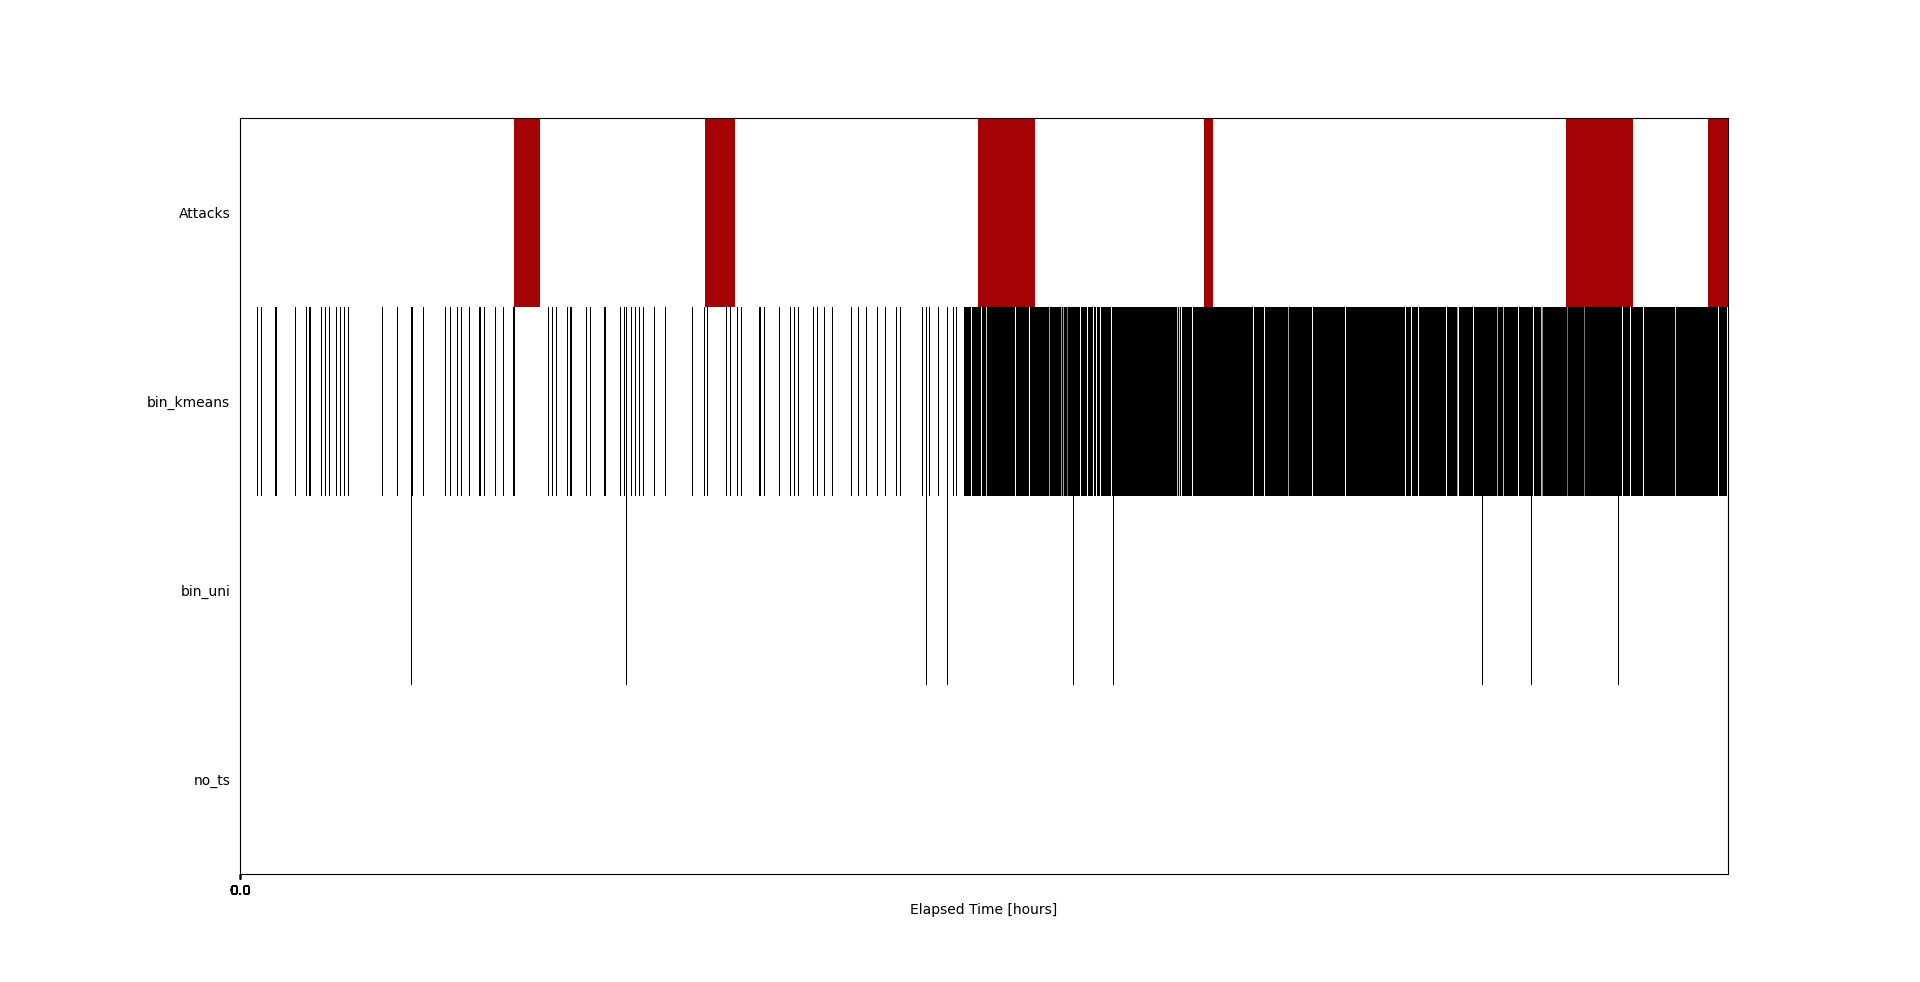 Attacks
bin_kmeans
bin_uni
no_ts
0.0
Elapsed Time [hours]